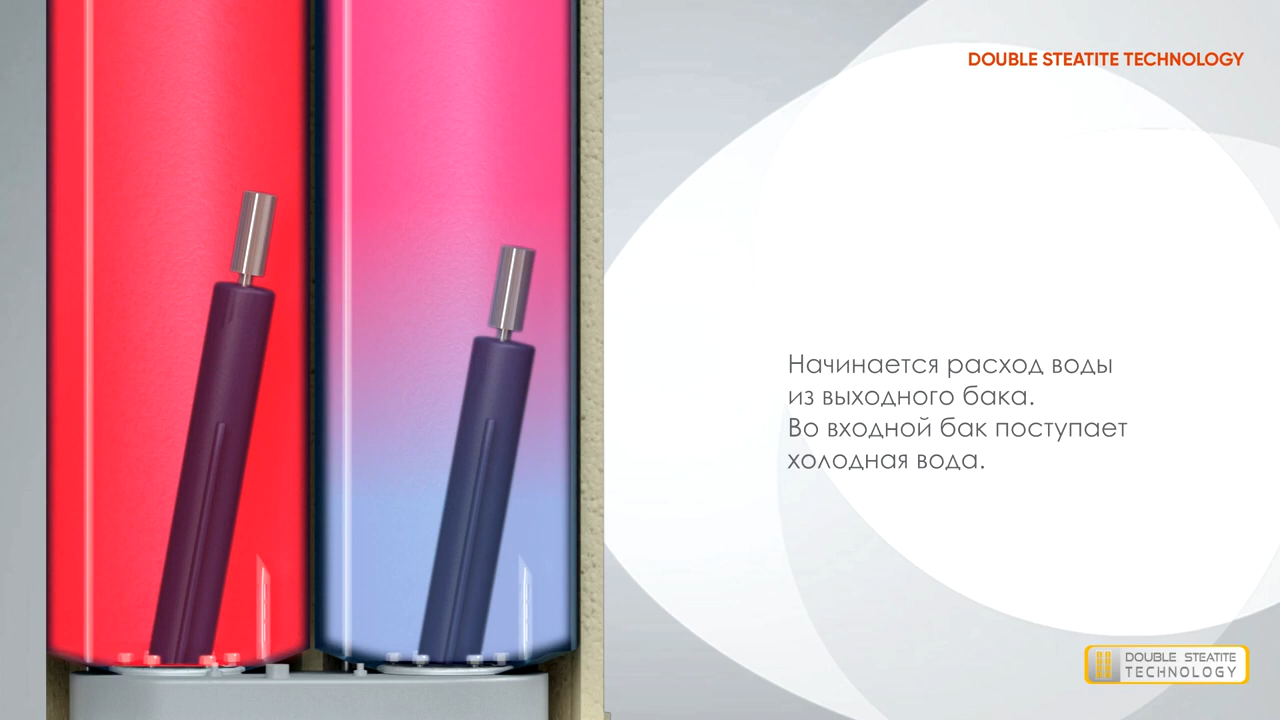 DOUBLE STEATITE TECHNOLOGY
Начинается расход воды
из выходного бака.
Во входной бак поступает
холодная вода.
DOUBLE STEATITE
TECHNOLOGY